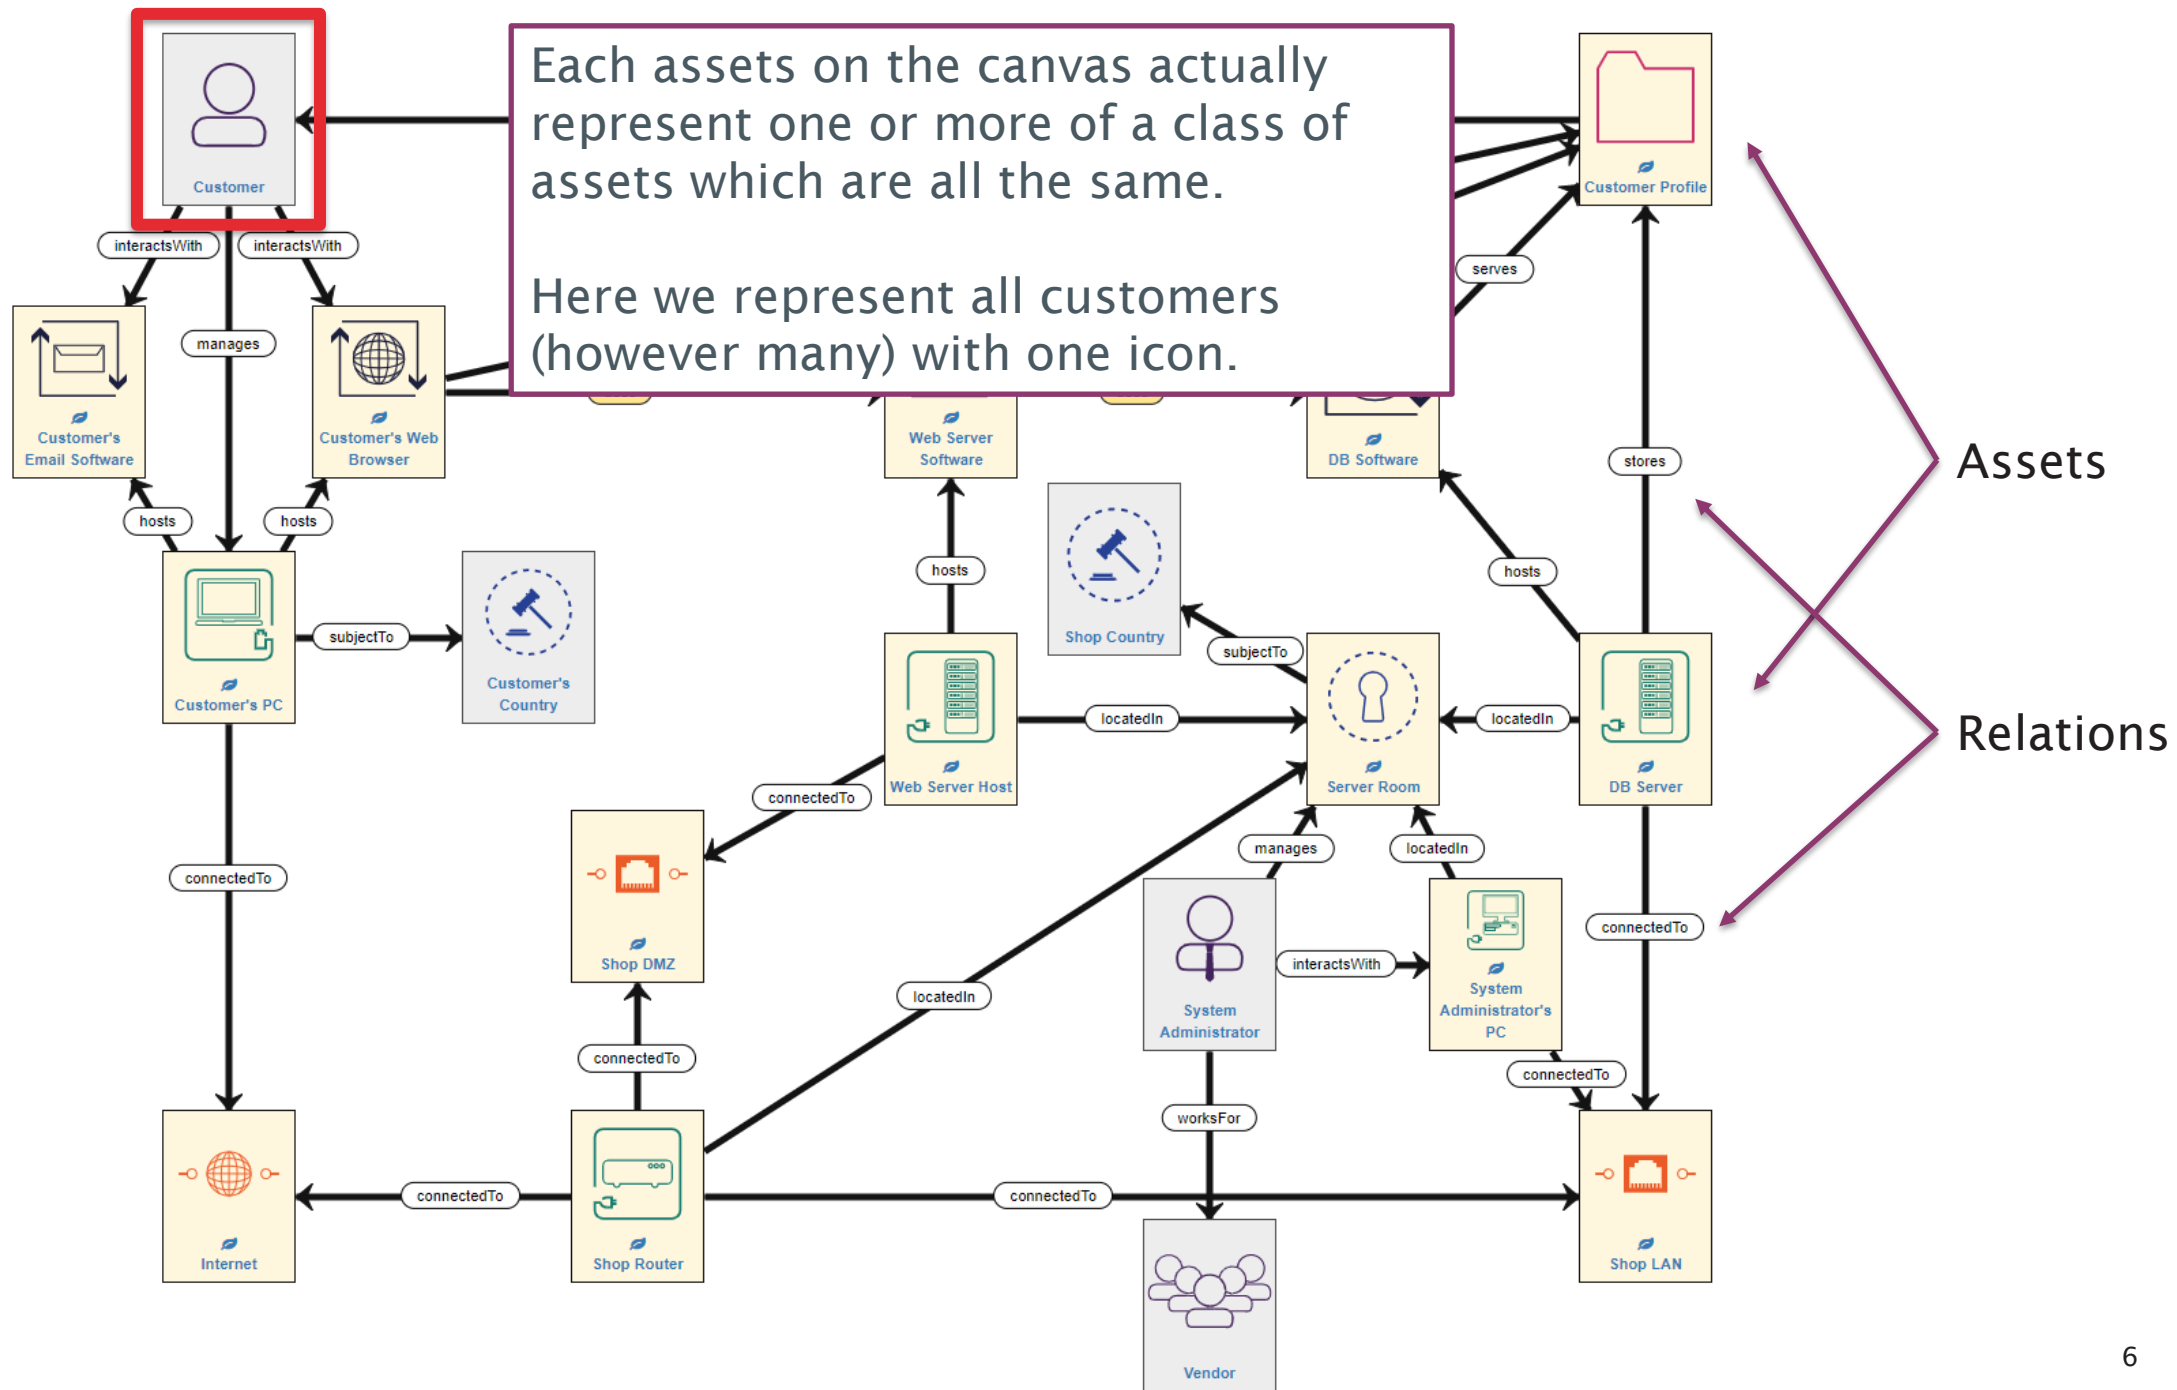 Each assets on the canvas actually
represent one or more of a class of
assets which are all the same.
Here we represent all customers
(however many) with one icon.
Customer
Customer Profile
interactsWith
interactsWith
serves
manages
Customer's
Email Software
Customer's Web
Browser
Web Server
Software
DB Software
stores
Assets
hosts
hosts
hosts
hosts
Shop Country
subjectTo
subjectTo
Customer's PC
Customer's
Country
locatedIn
locatedIn
Relations
Web Server Host
Server Room
DB Server
connectedTo
manages
locatedIn
connectedTo
connectedTo
Shop DMZ
interactsWith
System
Administrator
System
Administrator's
PC
locatedIn
connectedTo
connectedTo
worksFor
connectedTo
connectedTo
Internet
Shop Router
Shop LAN
Vendor
6